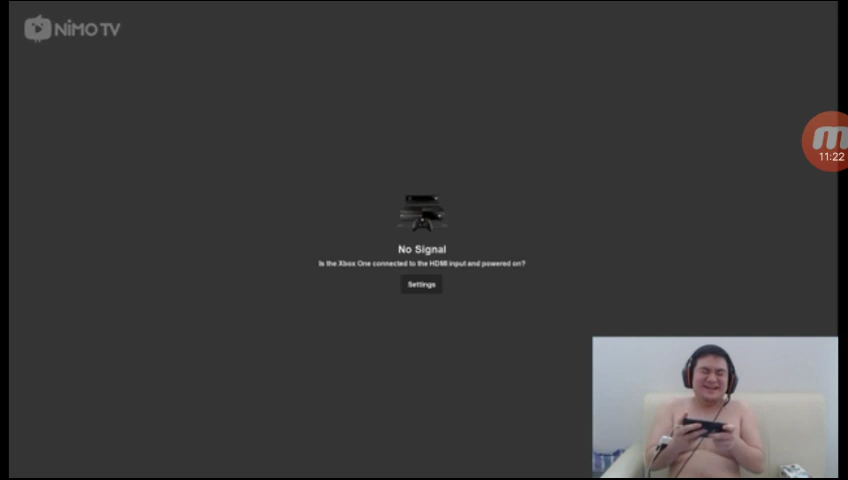 NiMO TV
11:22
No Signal
Is the Xbox One connected to the HDMI input and powered on?
Settings